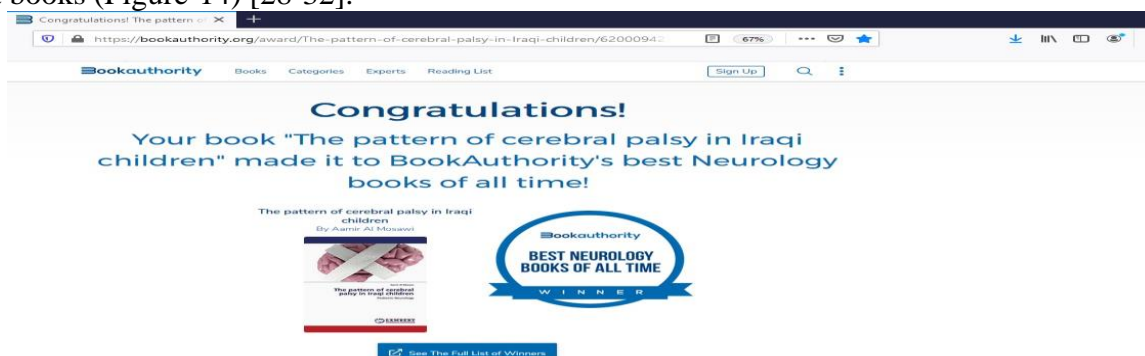 books (Figure 14) [28-32].
Congratulations! The pattern of
https://bookauthority.org/award/The-pattern-of-cerebral-palsy-in-Iraqi-children/62000942
67%
Bookauthority Books Categories Experts Reading List Sign Up
Congratulations!
Your book "The pattern of cerebral palsy in Iraqi
children" made it to BookAuthority's best Neurology
books of all time!
The pattern of cerebral palsy in Iraqi
children
By Aamir Al Mosawi
The pattern of cerebral
palsy in Iraqi children
LAMBERT
Bookauthority
BEST NEUROLOGY
BOOKS OF ALL TIME
WINNER
See The Full List of Winners